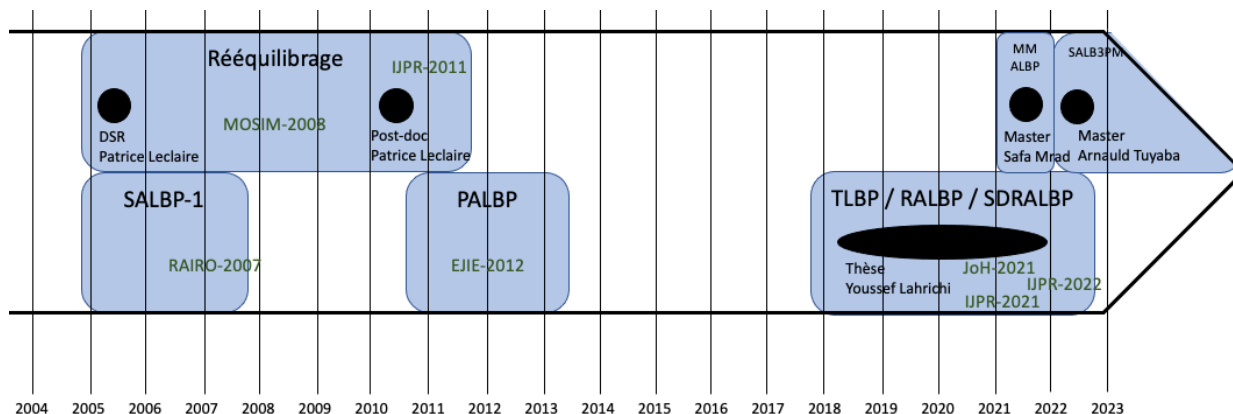 Rééquilibrage
IJPR-2011
MOSIM-2008
DSR
Patrice Leclaire
Post-doc
Patrice Leclaire
MM
ALBP
Master
Safa Mrad
SALB3PM
Master
Arnauld Tuyaba
SALBP-1
RAIRO-2007
PALBP
EJIE-2012
TLBP / RALBP / SDRALBP
Thèse
Youssef Lahrichi
JoH-2021
IJPR-2022
IJPR-2021
2004 2005 2006 2007 2008 2009 2010 2011 2012 2013 2014 2015 2016 2017 2018 2019 2020 2021 2022 2023